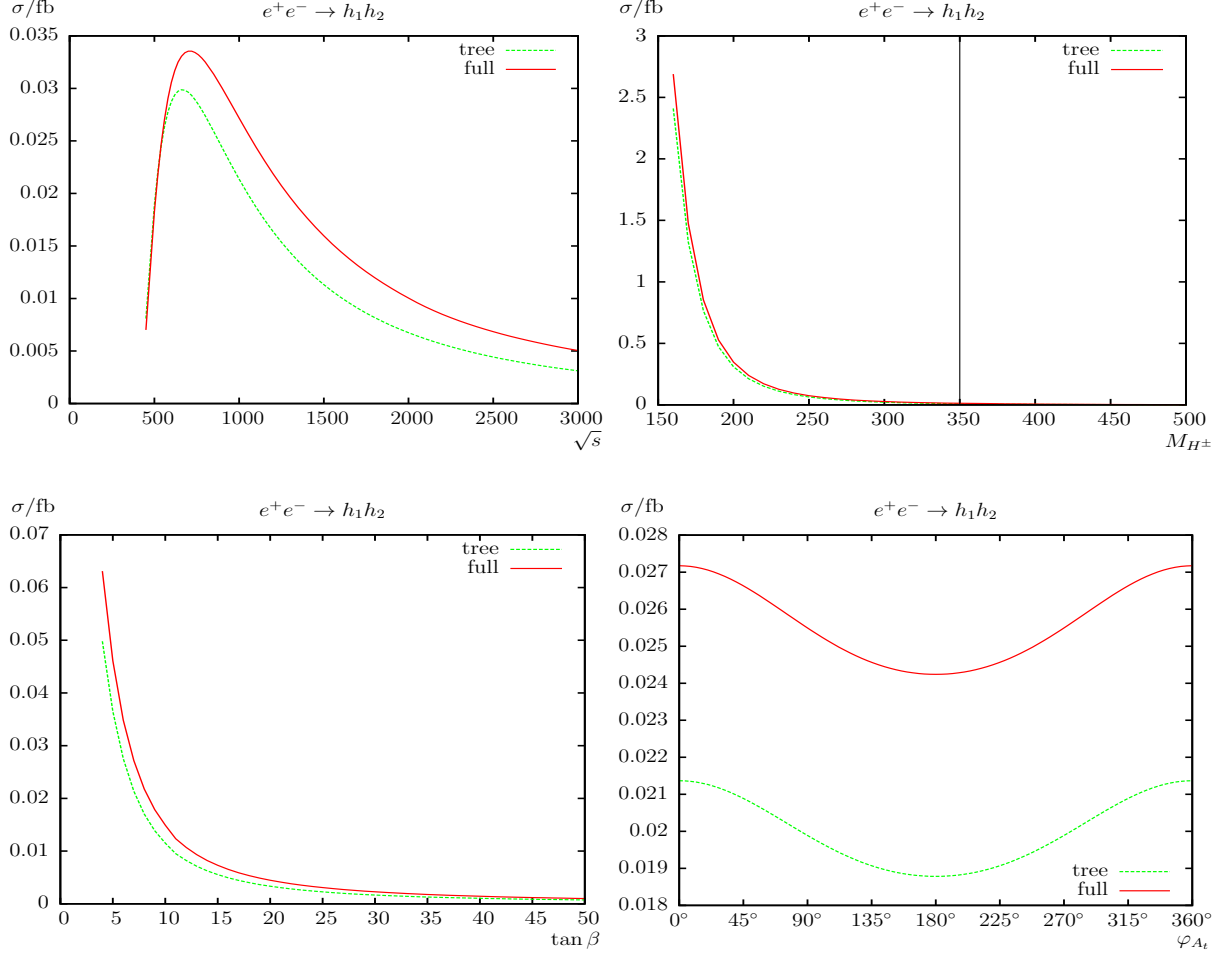 σ/fb
e⁺e⁻ → h₁h₂
tree
full
0.035
0.03
0.025
0.02
0.015
0.01
0.005
0
0 500 1000 1500 2000 2500 3000
√s
σ/fb
e⁺e⁻ → h₁h₂
tree
full
3
2.5
2
1.5
1
0.5
0
150 200 250 300 350 400 450 500
M_{H^±}
σ/fb
e⁺e⁻ → h₁h₂
tree
full
0.07
0.06
0.05
0.04
0.03
0.02
0.01
0
0 5 10 15 20 25 30 35 40 45 50
tan β
σ/fb
e⁺e⁻ → h₁h₂
0.028
0.027
0.026
0.025
0.024
0.023
0.022
0.021
0.02
0.019
0.018
tree
full
0° 45° 90° 135° 180° 225° 270° 315° 360°
φ_{A_t}